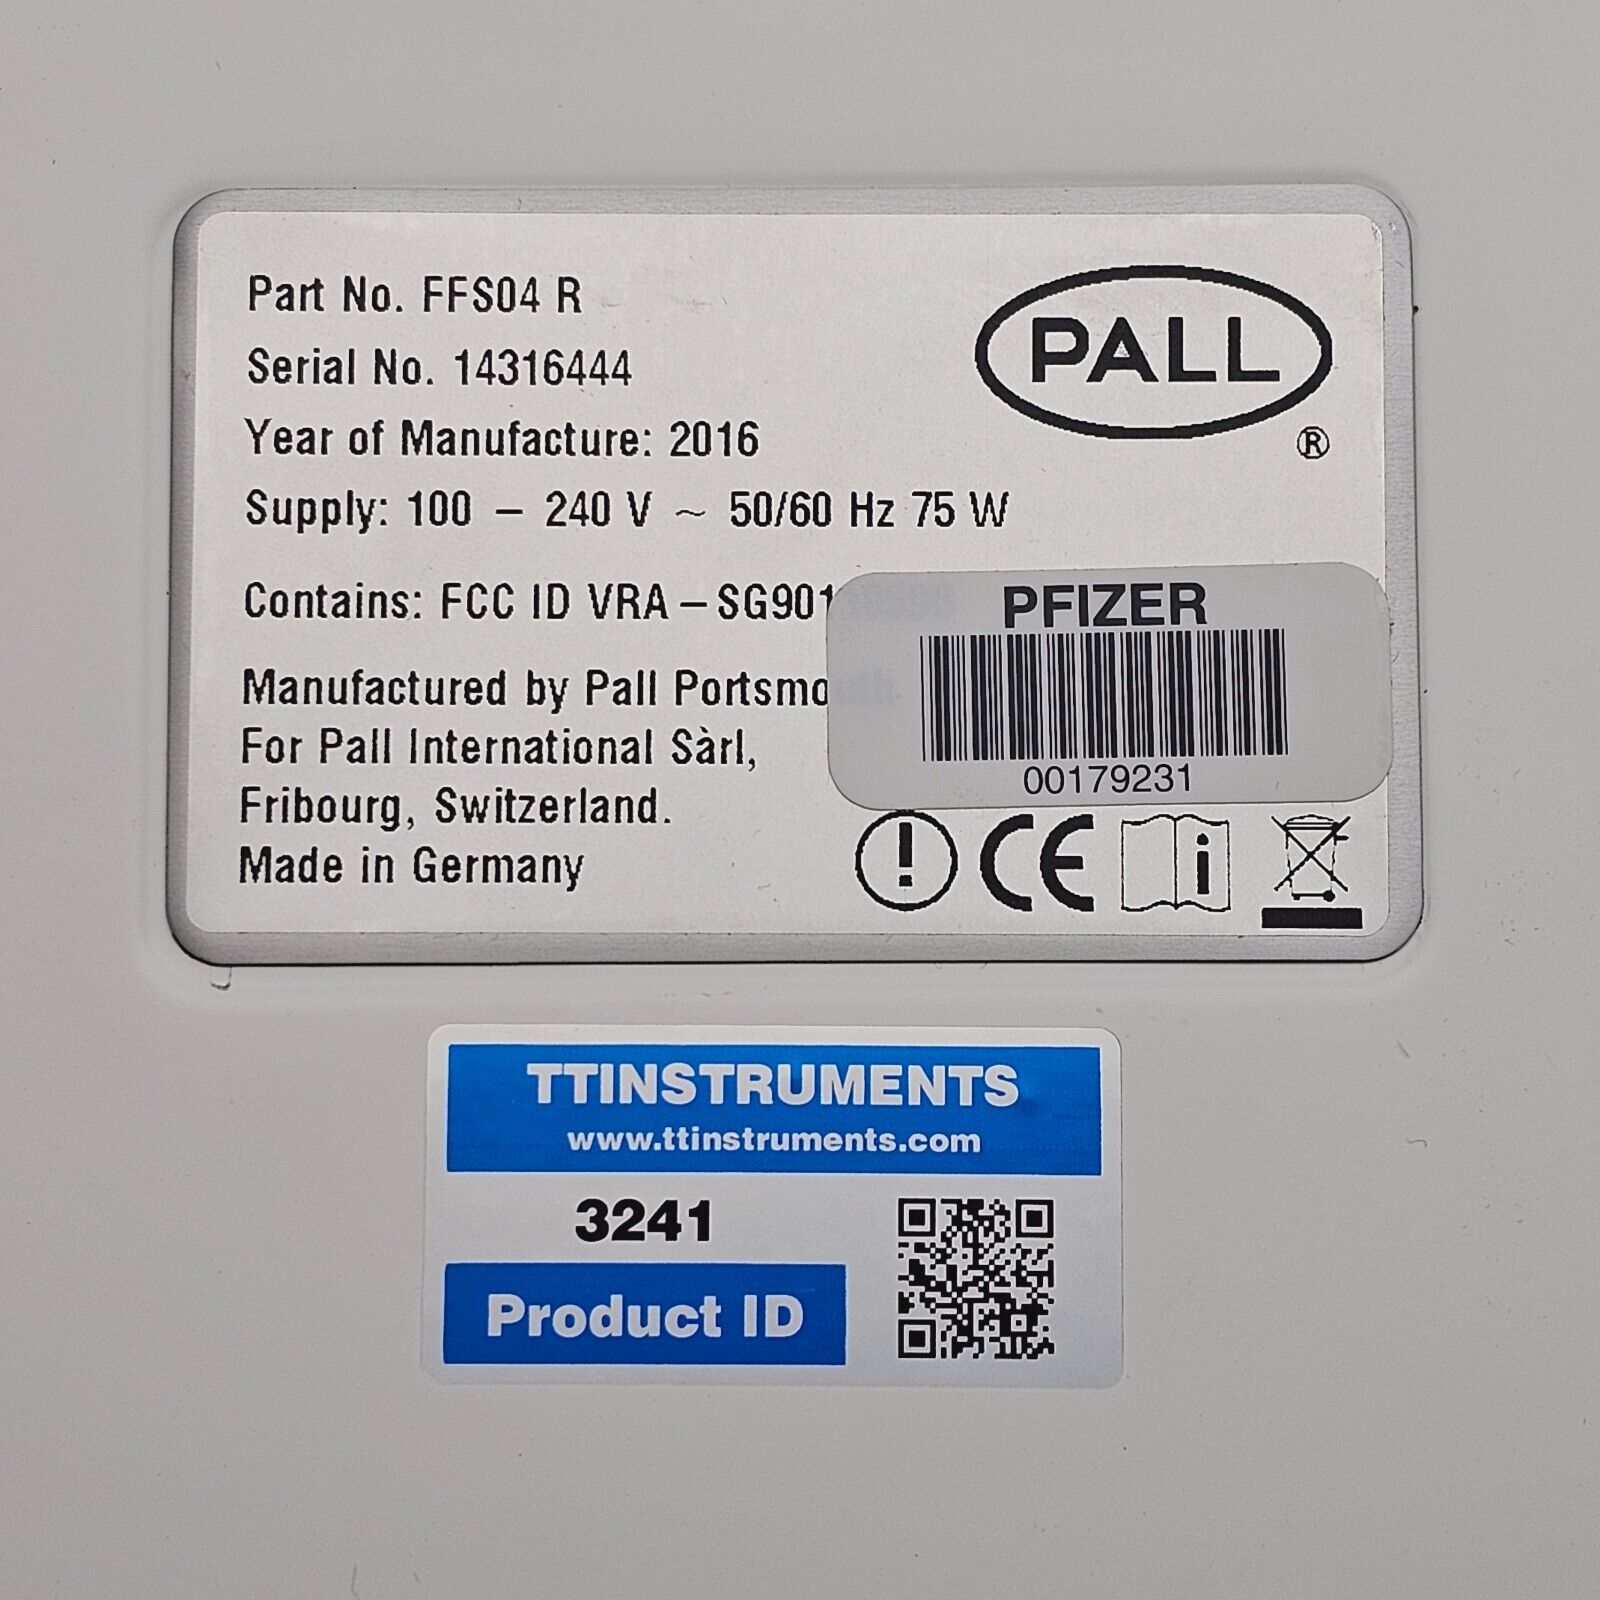 Part No. FFS04 R
Serial No. 14316444
Year of Manufacture: 2016
Supply: 100 – 240 V ~ 50/60 Hz 75 W
Contains: FCC ID VRA – SG901
Manufactured by Pall Portsmouth
For Pall International Sàrl,
Fribourg, Switzerland.
Made in Germany
PALL
®
PFIZER
00179231
CE
TTINSTRUMENTS
www.ttinstruments.com
3241
Product ID